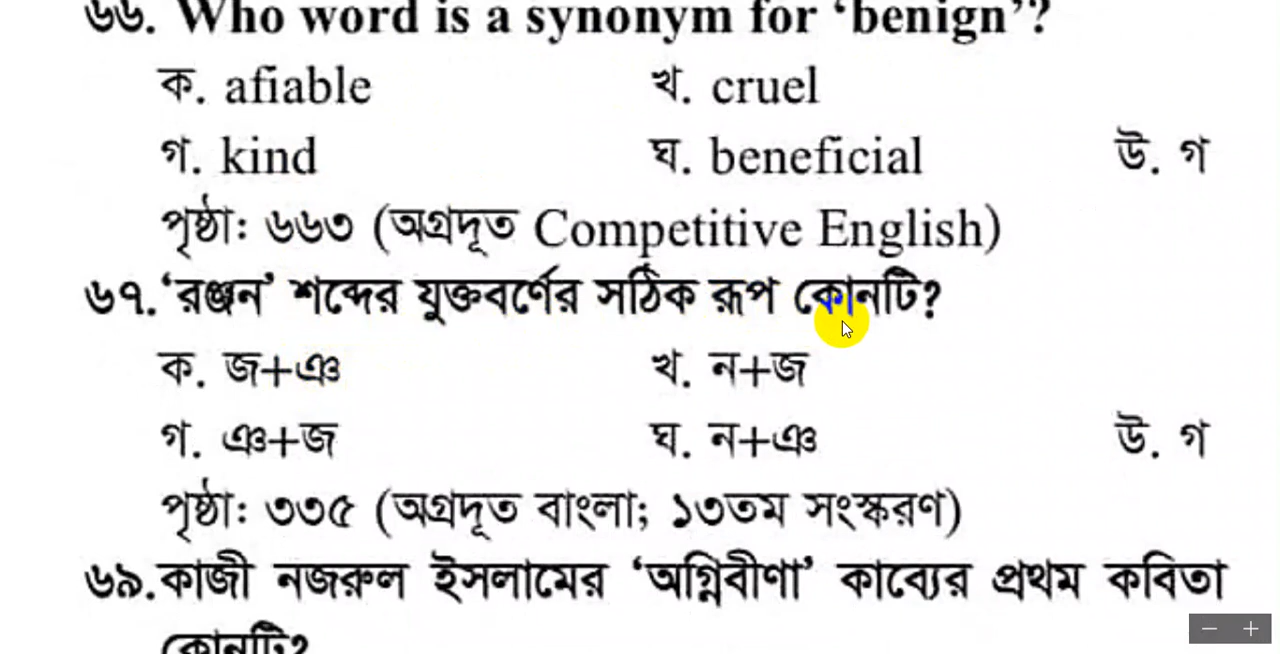 ৬৬. Who word is a synonym for ‘benign’?
ক. afiable খ. cruel
গ. kind ঘ. beneficial উ. গ
পৃষ্ঠা: ৬৬৩ (অগ্রদূত Competitive English)
৬৭. ‘রঞ্জন’ শব্দের যুক্তবর্ণের সঠিক রূপ কোনটি?
ক. জ+ঞ খ. ন+জ
গ. ঞ+জ ঘ. ন+ঞ উ. গ
পৃষ্ঠা: ৩৩৫ (অগ্রদূত বাংলা; ১৩তম সংস্করণ)
৬৯. কাজী নজরুল ইসলামের ‘অগ্নিবীণা’ কাব্যের প্রথম কবিতা
কোনটি?